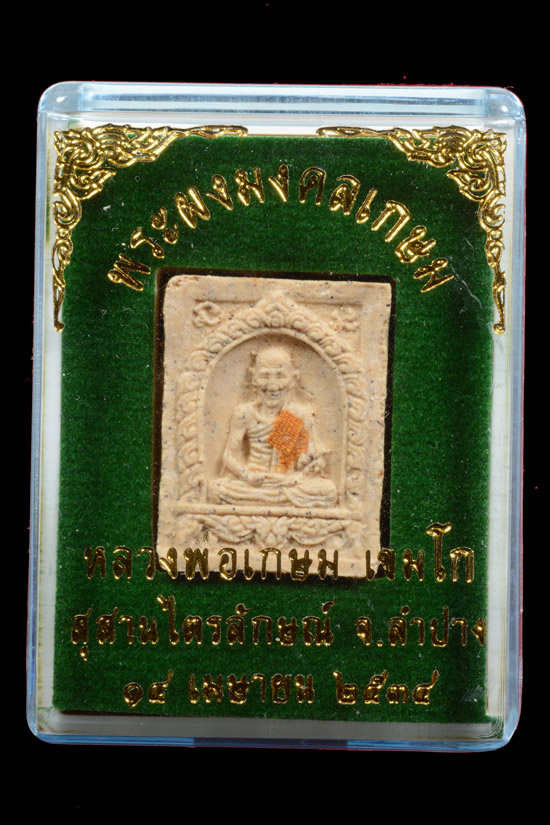 พระผงมงคลเกษม
หลวงพ่อเกษม เขมโก
สุสานไตรลักษณ์ จ.ลำปาง
๑๔ เมษายน ๒๕๓๔